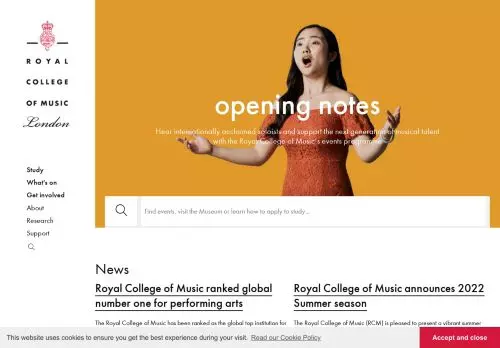 ROYAL
COLLEGE
OF MUSIC
London
Study
What's on
Get involved
About
Research
Support
opening notes
Hear internationally acclaimed soloists and support the next generation of musical talent
with the Royal College of Music's events programme
Find events, visit the Museum or learn how to apply to study...
News
Royal College of Music ranked global
number one for performing arts
The Royal College of Music has been ranked as the global top institution for
Royal College of Music announces 2022
Summer season
The Royal College of Music (RCM) is pleased to present a vibrant summer
This website uses cookies to ensure you get the best experience during your visit. Read our Cookie Policy
Accept and close